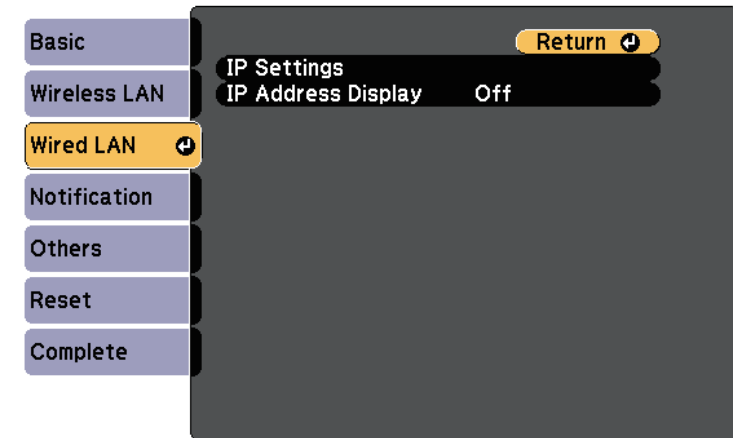 Basic
Wireless LAN
Wired LAN
Notification
Others
Reset
Complete
Return
IP Settings
IP Address Display Off